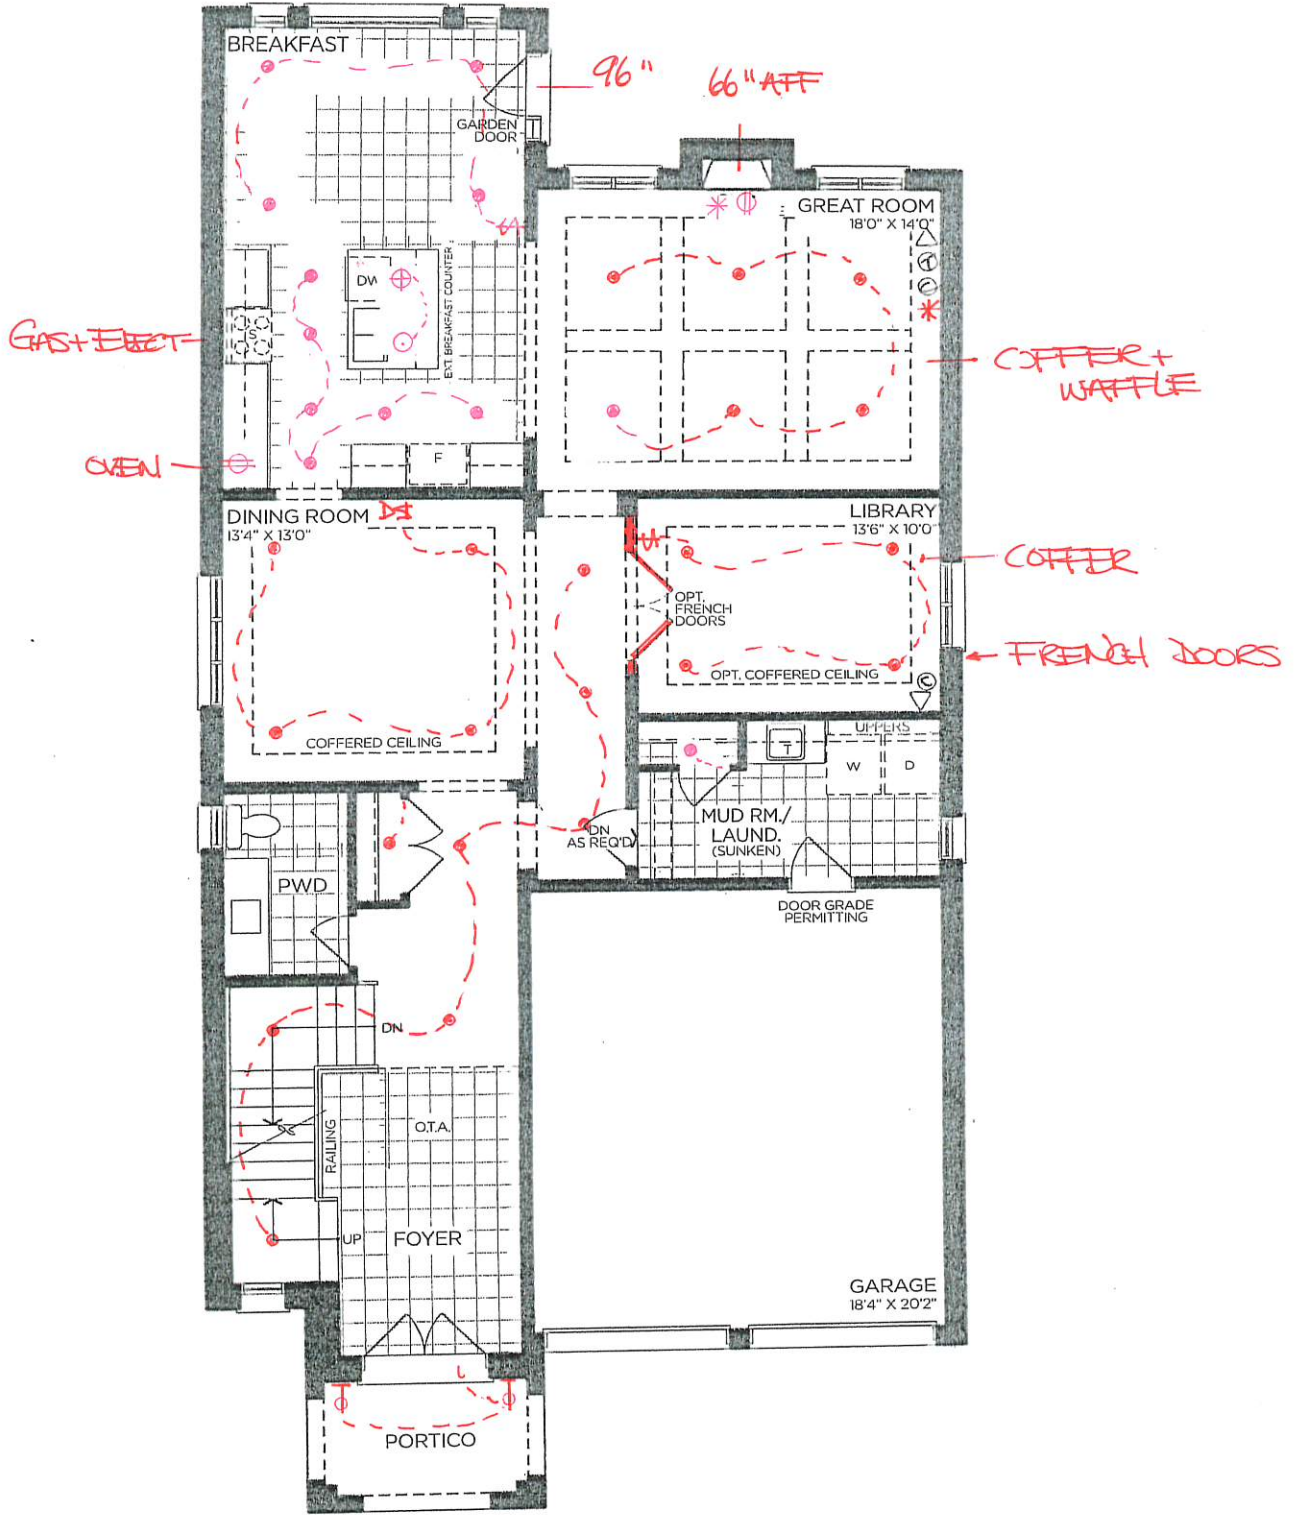 BREAKFAST
96"
66" AFF
GARDEN
DOOR
GREAT ROOM
18'0" X 14'0"
T
C
DW
EXT. BREAKFAST COUNTER
S
GAS + ELECT
COFFER +
WAFFLE
OVEN
F
DINING ROOM
13'4" X 13'0"
LIBRARY
13'6" X 10'0"
COFFER
OPT.
FRENCH
DOORS
FRENCH DOORS
OPT. COFFERED CEILING
C
COFFERED CEILING
UPPERS
T
W
D
MUD RM./
LAUND.
(SUNKEN)
DN
AS REQ'D
PWD
DOOR GRADE
PERMITTING
DN
RAILING
O.T.A.
UP
FOYER
GARAGE
18'4" X 20'2"
PORTICO